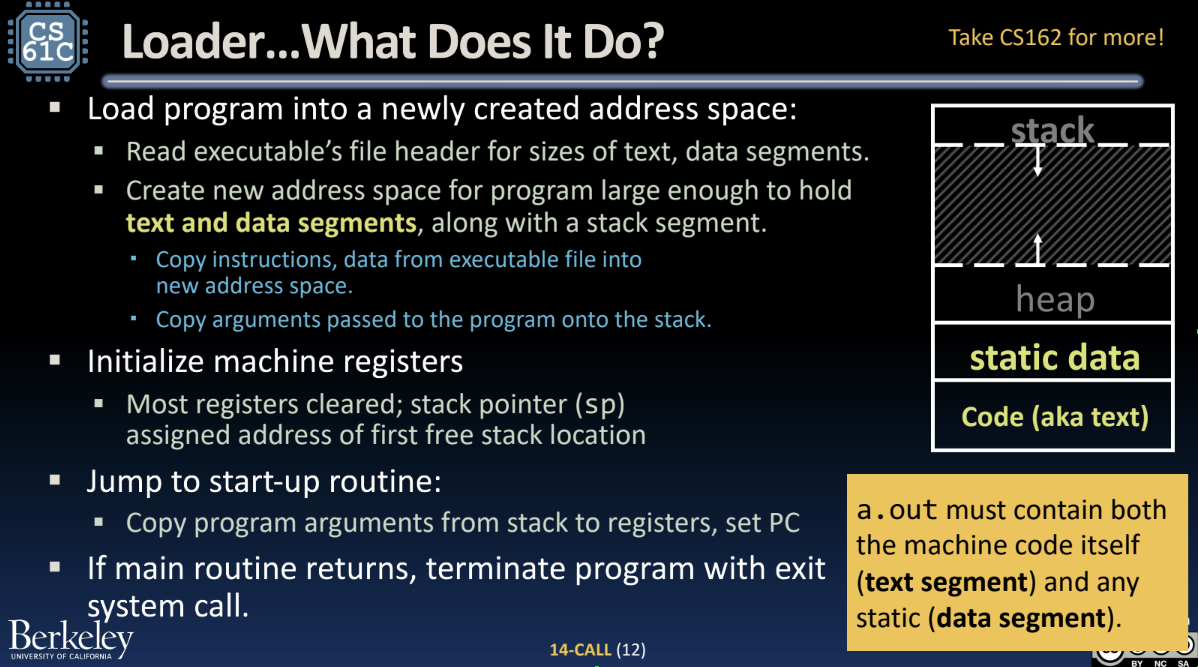 CS
61C
Loader...What Does It Do?
Take CS162 for more!
▪ Load program into a newly created address space:
▪ Read executable’s file header for sizes of text, data segments.
▪ Create new address space for program large enough to hold
text and data segments, along with a stack segment.
▪ Copy instructions, data from executable file into
new address space.
▪ Copy arguments passed to the program onto the stack.
▪ Initialize machine registers
▪ Most registers cleared; stack pointer (sp)
assigned address of first free stack location
▪ Jump to start-up routine:
▪ Copy program arguments from stack to registers, set PC
▪ If main routine returns, terminate program with exit
system call.
stack
heap
static data
Code (aka text)
a.out must contain both
the machine code itself
(text segment) and any
static (data segment).
Berkeley
UNIVERSITY OF CALIFORNIA
14-CALL (12)
BY NC SA